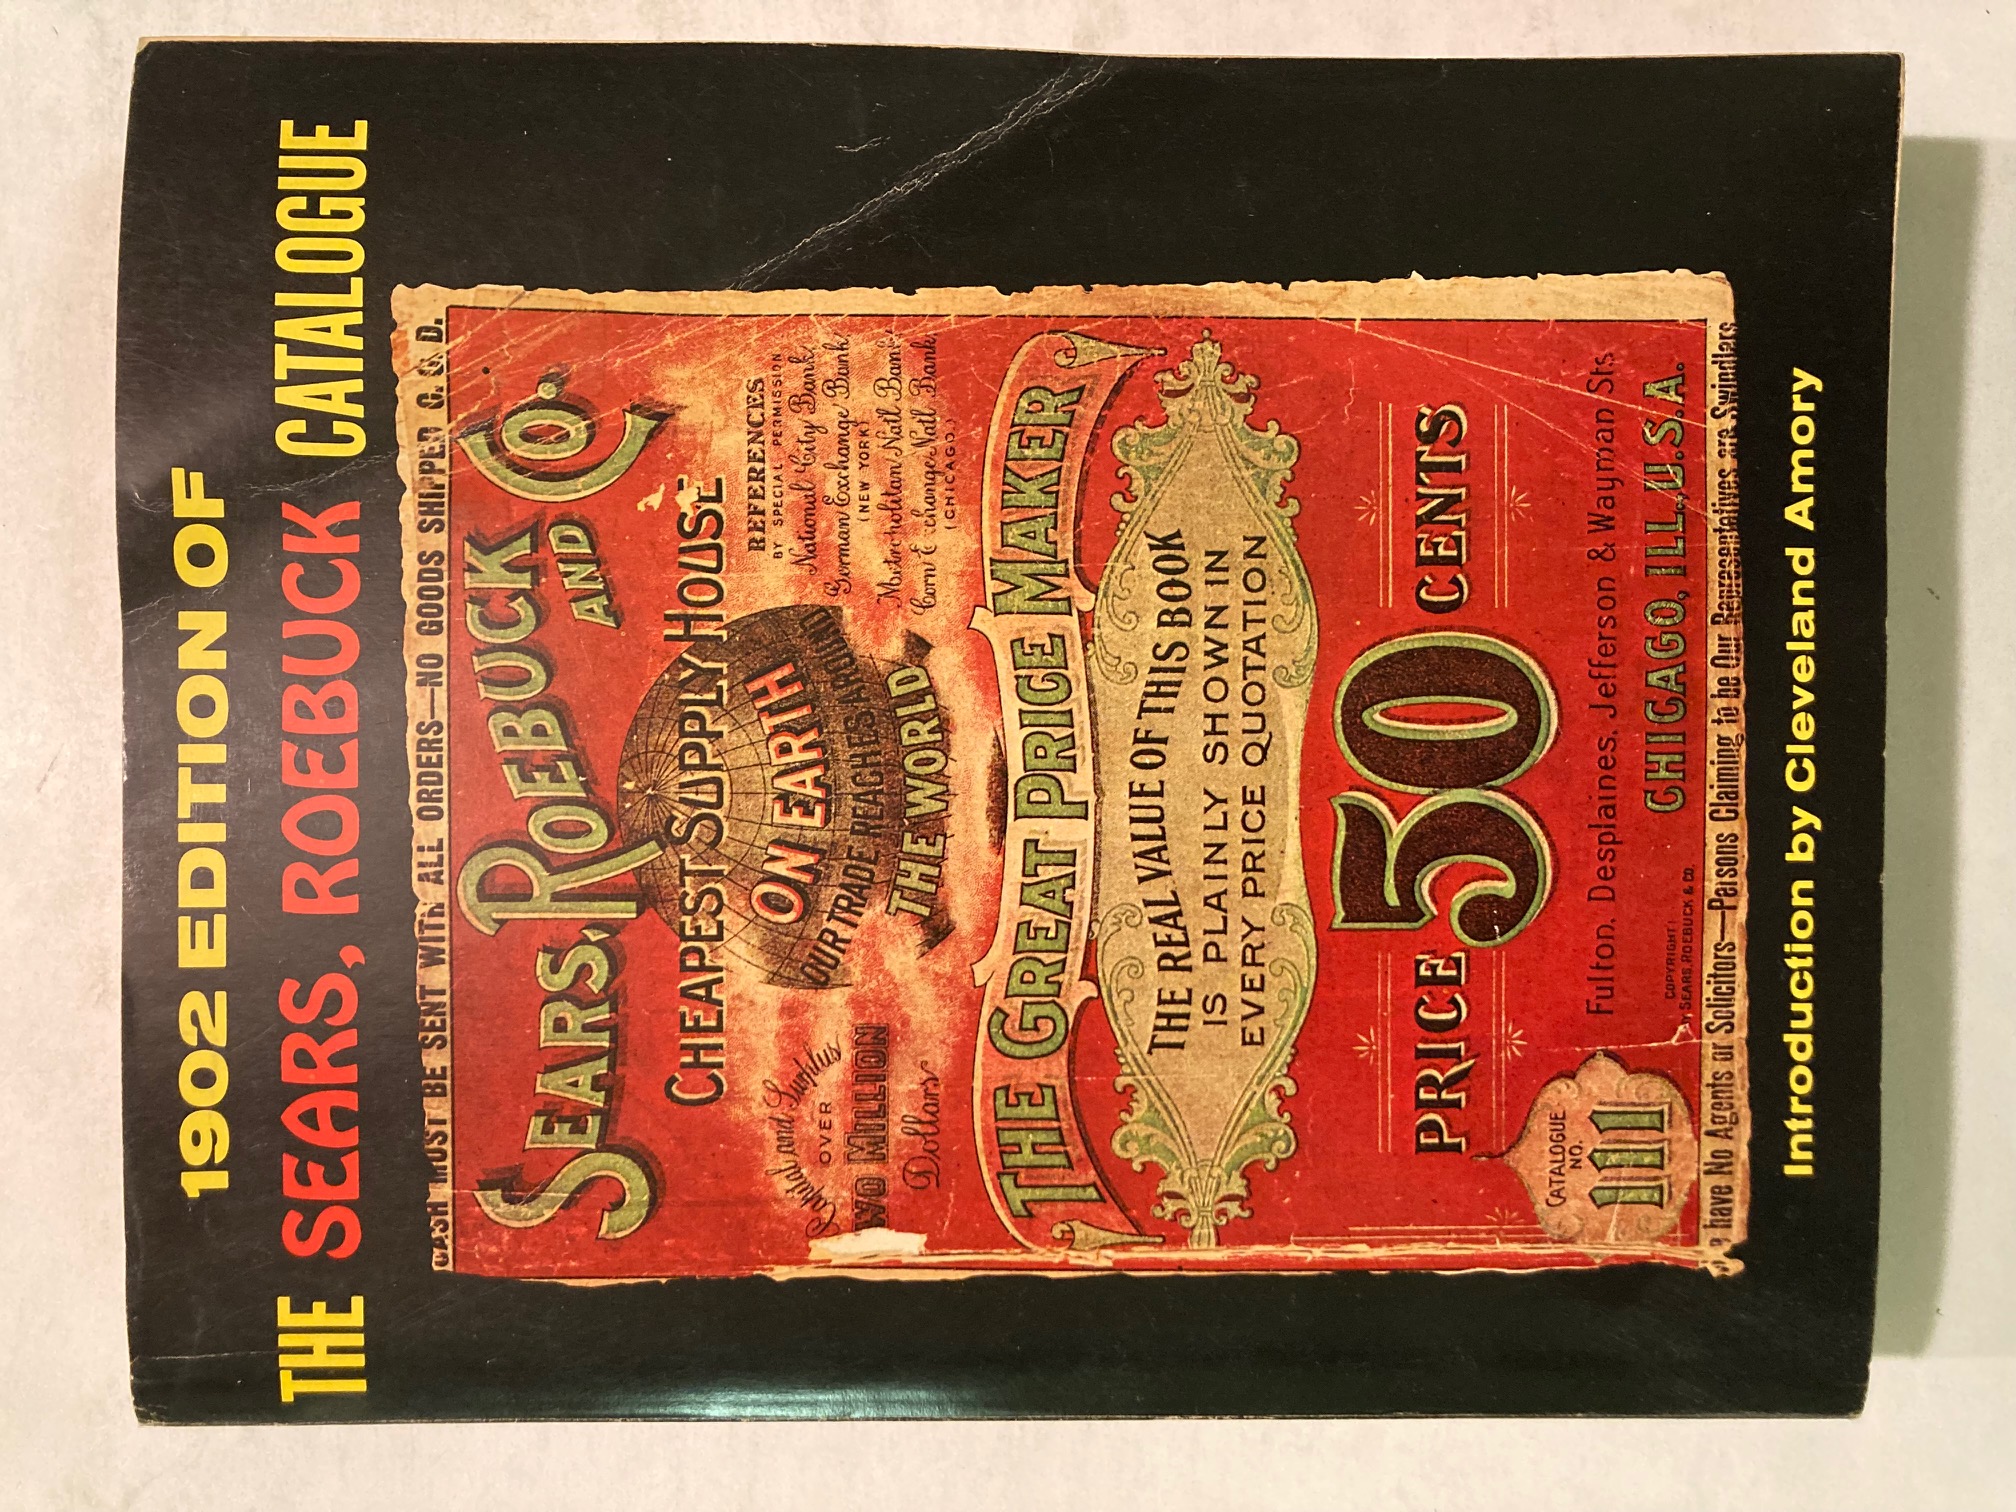 1902 EDITION OF
THE SEARS, ROEBUCK CATALOGUE
CASH MUST BE SENT WITH ALL ORDERS—NO GOODS SHIPPED C. O. D.
SEARS, ROEBUCK AND CO.
CHEAPEST SUPPLY HOUSE
ON EARTH
OUR TRADE REACHES AROUND
THE WORLD
Capital and Surplus
OVER
TWO MILLION
Dollars
REFERENCES
BY SPECIAL PERMISSION
National City Bank,
German Exchange Bank
(NEW YORK)
Metropolitan Natl Bank
Corn Exchange Natl Bank
(CHICAGO.)
THE GREAT PRICE MAKER
THE REAL VALUE OF THIS BOOK
IS PLAINLY SHOWN IN
EVERY PRICE QUOTATION
PRICE 50 CENTS
CATALOGUE
NO.
111
Fulton, Desplaines, Jefferson & Wayman Sts.
COPYRIGHT:
BY SEARS, ROEBUCK & CO.
CHICAGO, ILL., U.S.A.
have No Agents or Solicitors—Persons Claiming to be Our Representatives are Swindlers
Introduction by Cleveland Amory